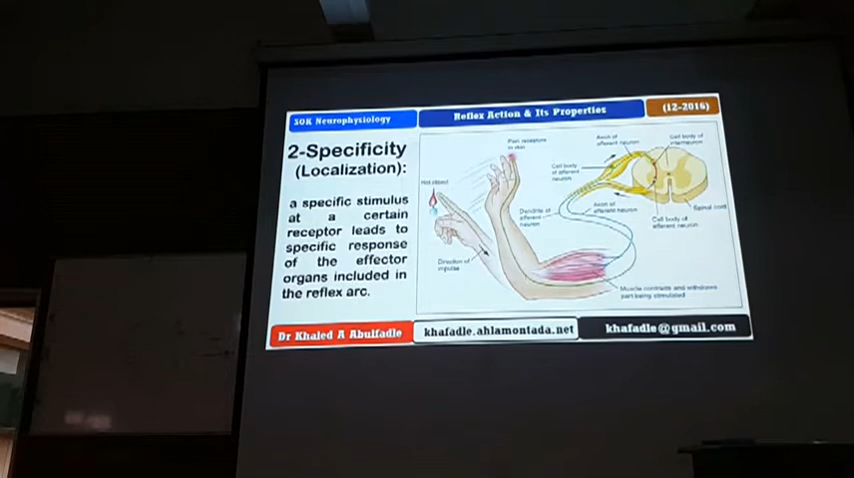 SOK Neurophysiology
Reflex Action & Its Properties
(12-2016)
2-Specificity
(Localization):
a specific stimulus
at a certain
receptor leads to
specific response
of the effector
organs included in
the reflex arc.
Hot object
Direction of
impulse
Pain receptors
in skin
Cell body
of afferent
neuron
Dendrite of
afferent
neuron
Axon of
afferent neuron
Cell body of
interneuron
Axon of
efferent neuron
Cell body of
efferent neuron
Spinal cord
Muscle contracts and withdraws
part being stimulated
Dr Khaled A Abulfadle
khafadle.ahlamontada.net
khafadle@gmail.com